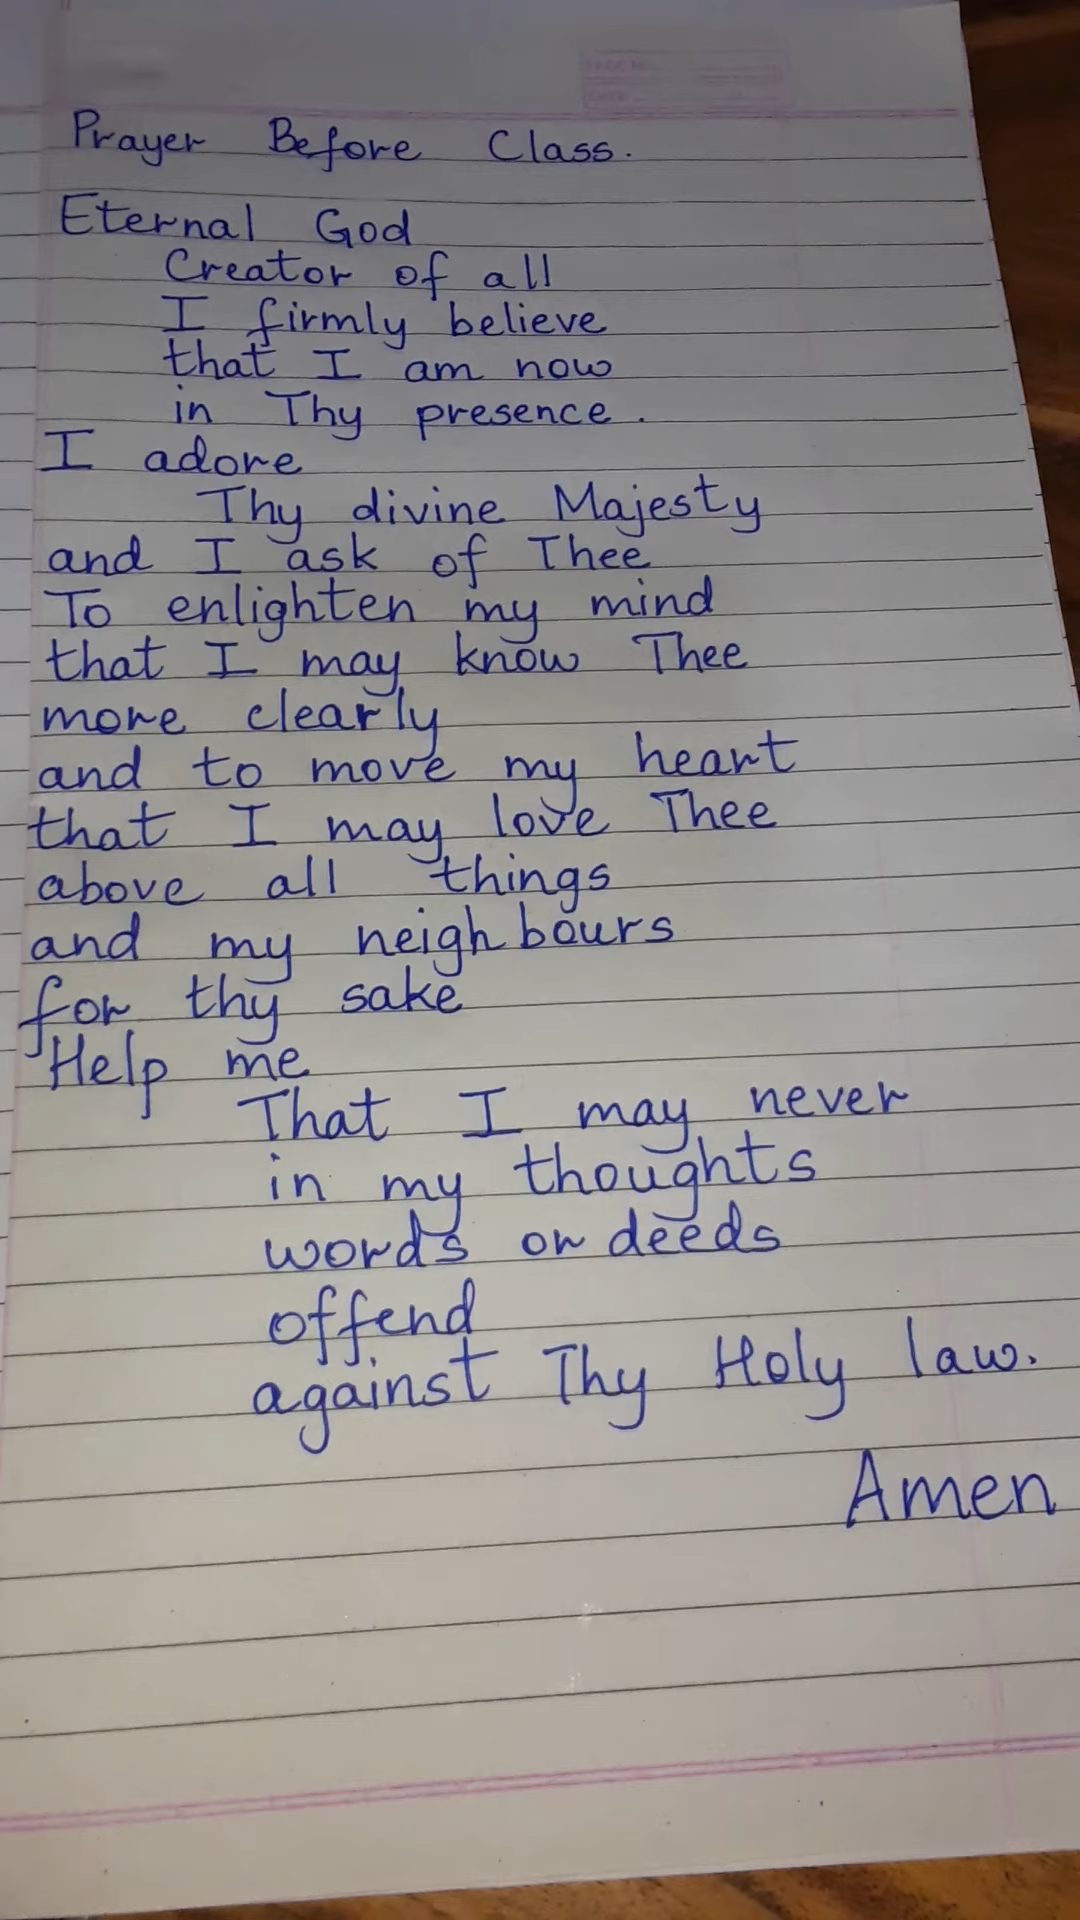 Prayer Before Class.
Eternal God
Creator of all
I firmly believe
that I am now
in Thy presence.
I adore
Thy divine Majesty
and I ask of Thee
To enlighten my mind
that I may know Thee
more clearly
and to move my heart
that I may love Thee
above all things
and my neighbours
for thy sake
Help me
That I may never
in my thoughts
words or deeds
offend
against Thy Holy law.
Amen